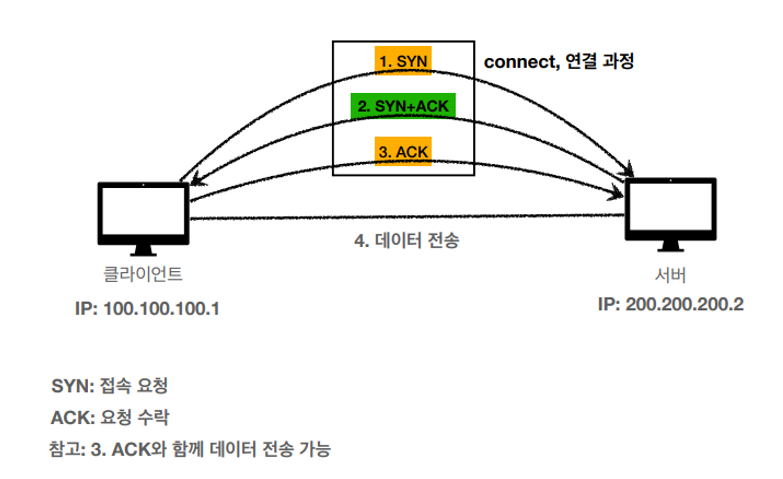 1. SYN
connect, 연결 과정
2. SYN+ACK
3. ACK
4. 데이터 전송
클라이언트
서버
IP: 100.100.100.1
IP: 200.200.200.2
SYN: 접속 요청
ACK: 요청 수락
참고: 3. ACK와 함께 데이터 전송 가능